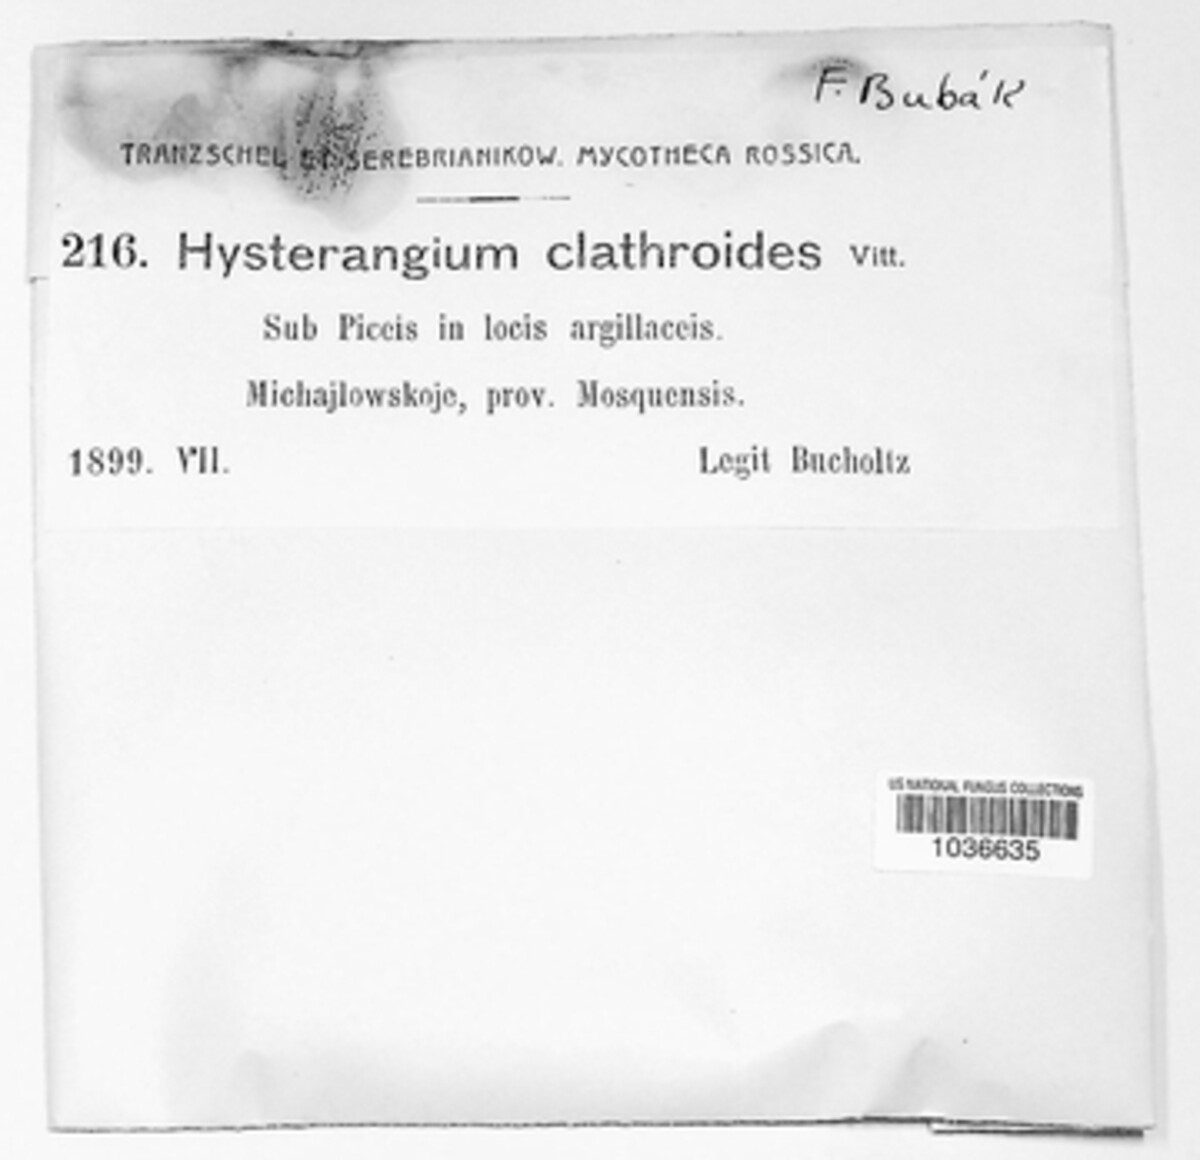 F. Bubák
TRANZSCHEL ET SEREBRIANIKOW. MYCOTHECA ROSSICA.
216. Hysterangium clathroides Vitt.
Sub Piceis in locis argillaceis.
Michajlowskoje, prov. Mosquensis.
1899. VII. Legit Bucholtz
US NATIONAL FUNGUS COLLECTIONS
1036635